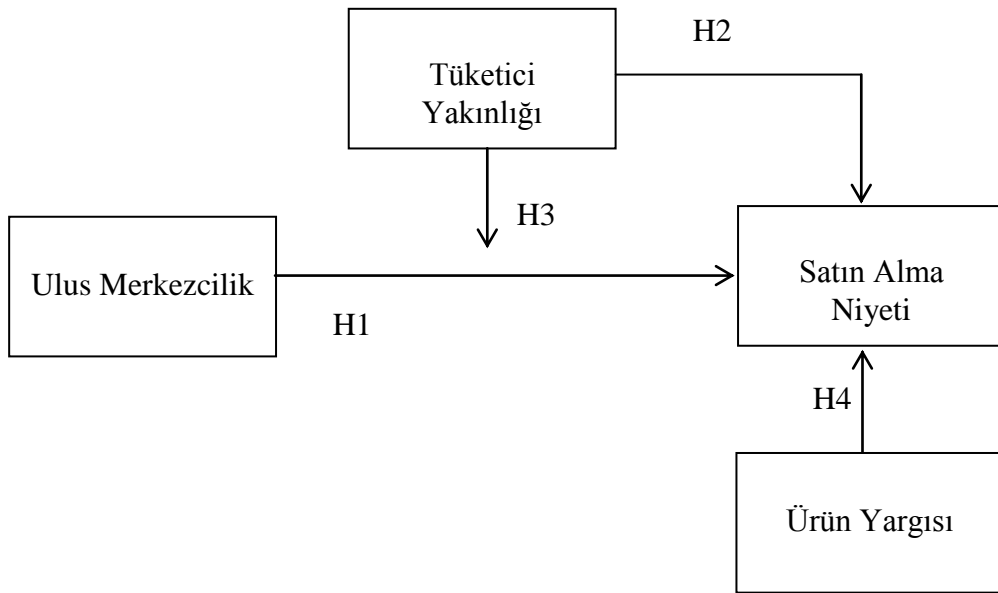 H2
Tüketici
Yakınlığı
H3
Ulus Merkezcilik
Satın Alma
Niyeti
H1
H4
Ürün Yargısı